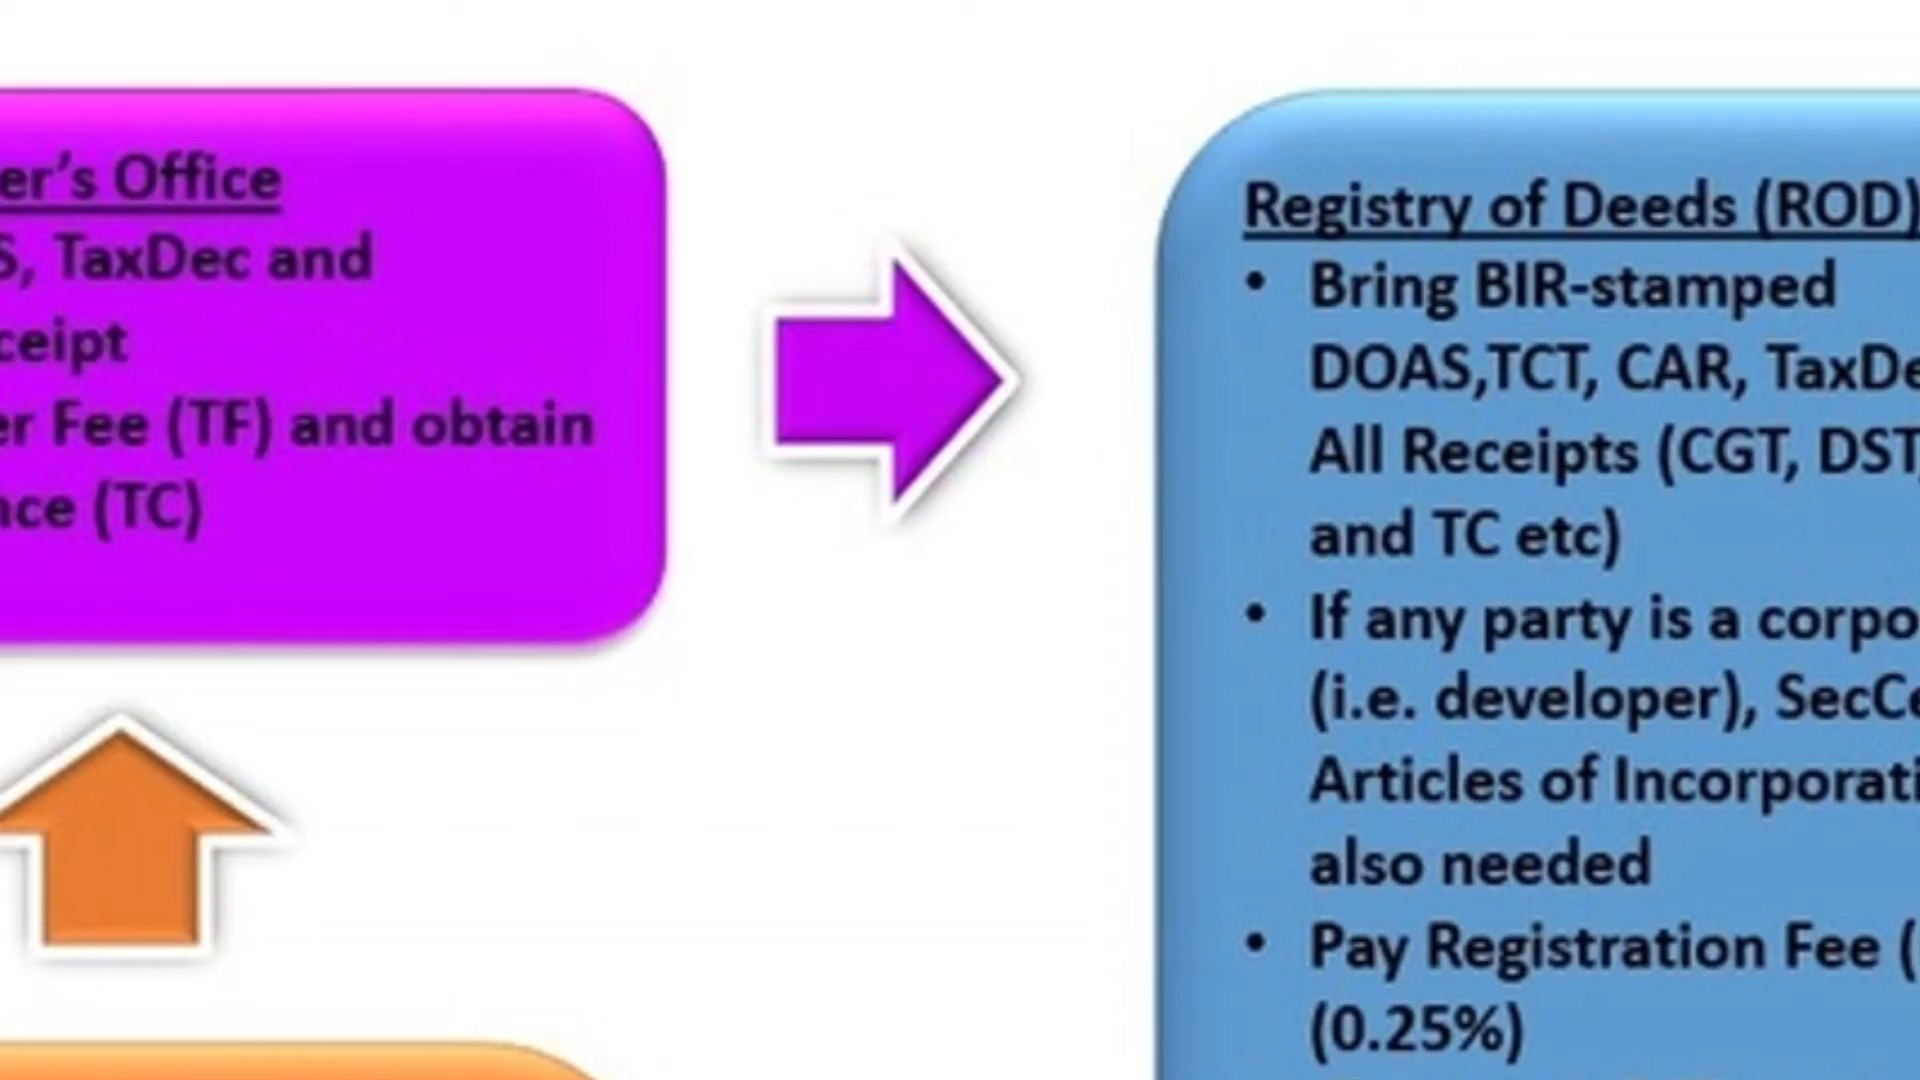 er's Office
S, TaxDec and
ceipt
er Fee (TF) and obtain
nce (TC)
Registry of Deeds (ROD)
• Bring BIR-stamped
DOAS,TCT, CAR, TaxDe
All Receipts (CGT, DST,
and TC etc)
• If any party is a corpo
(i.e. developer), SecCe
Articles of Incorporati
also needed
• Pay Registration Fee (
(0.25%)